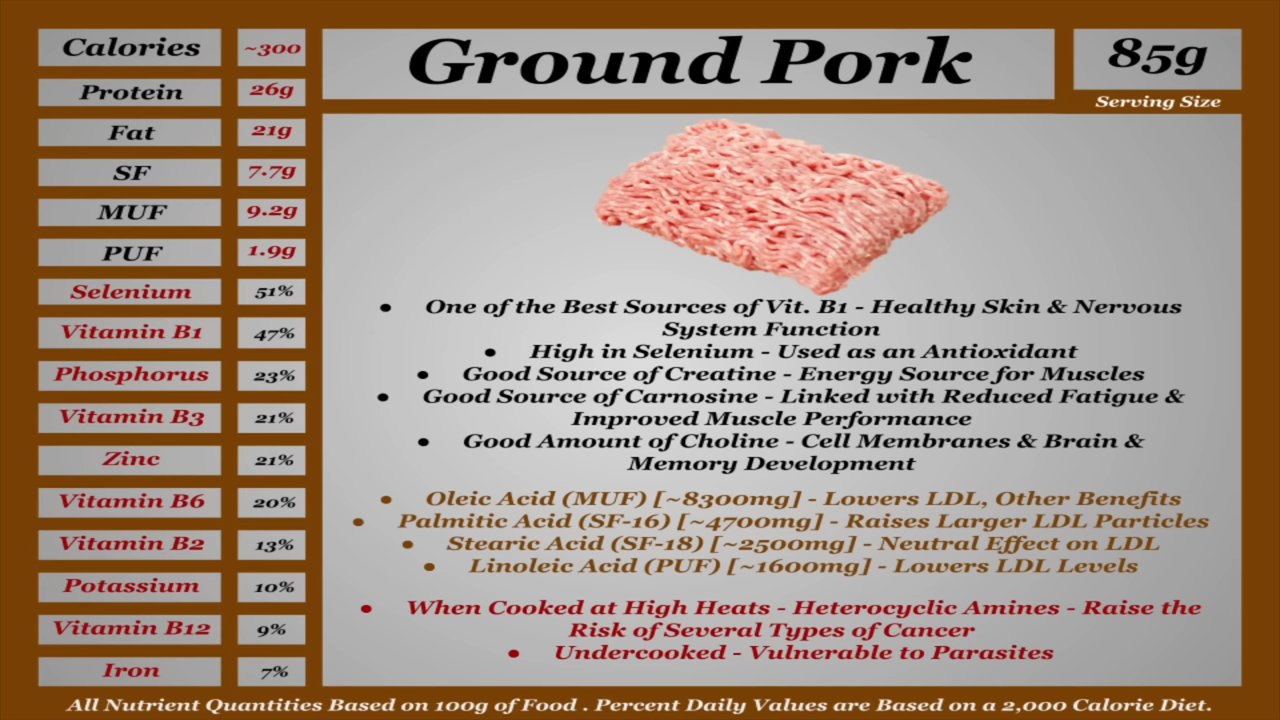 Ground Pork
85g
Serving Size
Calories ~300
Protein 26g
Fat 21g
SF 7.7g
MUF 9.2g
PUF 1.9g
Selenium 51%
Vitamin B1 47%
Phosphorus 23%
Vitamin B3 21%
Zinc 21%
Vitamin B6 20%
Vitamin B2 13%
Potassium 10%
Vitamin B12 9%
Iron 7%
● One of the Best Sources of Vit. B1 - Healthy Skin & Nervous
System Function
● High in Selenium - Used as an Antioxidant
● Good Source of Creatine - Energy Source for Muscles
● Good Source of Carnosine - Linked with Reduced Fatigue &
Improved Muscle Performance
● Good Amount of Choline - Cell Membranes & Brain &
Memory Development
● Oleic Acid (MUF) [~8300mg] - Lowers LDL, Other Benefits
● Palmitic Acid (SF-16) [~4700mg] - Raises Larger LDL Particles
● Stearic Acid (SF-18) [~2500mg] - Neutral Effect on LDL
● Linoleic Acid (PUF) [~1600mg] - Lowers LDL Levels
● When Cooked at High Heats - Heterocyclic Amines - Raise the
Risk of Several Types of Cancer
● Undercooked - Vulnerable to Parasites
All Nutrient Quantities Based on 100g of Food . Percent Daily Values are Based on a 2,000 Calorie Diet.